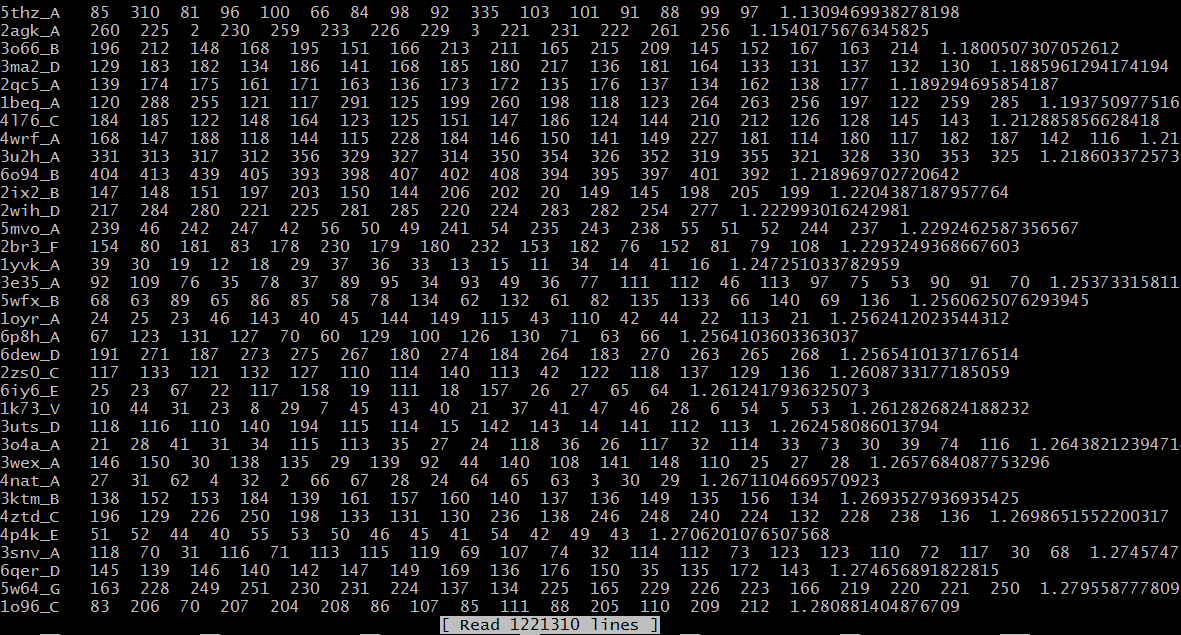 5thz_A 85 310 81 96 100 66 84 98 92 335 103 101 91 88 99 97 1.1309469938278198
2agk_A 260 225 2 230 259 233 226 229 3 221 231 222 261 256 1.1540175676345825
3o66_B 196 212 148 168 195 151 166 213 211 165 215 209 145 152 167 163 214 1.1800507307052612
3ma2_D 129 183 182 134 186 141 168 185 180 217 136 181 164 133 131 137 132 130 1.1885961294174194
2qc5_A 139 174 175 161 171 163 136 173 172 135 176 137 134 162 138 177 1.189294695854187
1beq_A 120 288 255 121 117 291 125 199 260 198 118 123 264 263 256 197 122 259 285 1.193750977516
4l76_C 184 185 122 148 164 123 125 151 147 186 124 144 210 212 126 128 145 143 1.212885856628418
4wrf_A 168 147 188 118 144 115 228 184 146 150 141 149 227 181 114 180 117 182 187 142 116 1.21
3u2h_A 331 313 317 312 356 329 327 314 350 354 326 352 319 355 321 328 330 353 325 1.218603372573
6o94_B 404 413 439 405 393 398 407 402 408 394 395 397 401 392 1.218969702720642
2ix2_B 147 148 151 197 203 150 144 206 202 20 149 145 198 205 199 1.2204387187957764
2wih_D 217 284 280 221 225 281 285 220 224 283 282 254 277 1.222993016242981
5mvo_A 239 46 242 247 42 56 50 49 241 54 235 243 238 55 51 52 244 237 1.2292462587356567
2br3_F 154 80 181 83 178 230 179 180 232 153 182 76 152 81 79 108 1.2293249368667603
1yvk_A 39 30 19 12 18 29 37 36 33 13 15 11 34 14 41 16 1.247251033782959
3e35_A 92 109 76 35 78 37 89 95 34 93 49 36 77 111 112 46 113 97 75 53 90 91 70 1.25373315811
5wfx_B 68 63 89 65 86 85 58 78 134 62 132 61 82 135 133 66 140 69 136 1.2560625076293945
1oyr_A 24 25 23 46 143 40 45 144 149 115 43 110 42 44 22 113 21 1.2562412023544312
6p8h_A 67 123 131 127 70 60 129 100 126 130 71 63 66 1.2564103603363037
6dew_D 191 271 187 273 275 267 180 274 184 264 183 270 263 265 268 1.2565410137176514
2zs0_C 117 133 121 132 127 110 114 140 113 42 122 118 137 129 136 1.2608733177185059
6iy6_E 25 23 67 22 117 158 19 111 18 157 26 27 65 64 1.2612417936325073
1k73_V 10 44 31 23 8 29 7 45 43 40 21 37 41 47 46 28 6 54 5 53 1.2612826824188232
3uts_D 118 116 110 140 194 115 114 15 142 143 14 141 112 113 1.262458086013794
3o4a_A 21 28 41 31 34 115 113 35 27 24 118 36 26 117 32 114 33 73 30 39 74 116 1.2643821239471
3wex_A 146 150 30 138 135 29 139 92 44 140 108 141 148 110 25 27 28 1.2657684087753296
4nat_A 27 31 62 4 32 2 66 67 28 24 64 65 63 3 30 29 1.2671104669570923
3ktm_B 138 152 153 184 139 161 157 160 140 137 136 149 135 156 134 1.2693527936935425
4ztd_C 196 129 226 250 198 133 131 130 236 138 246 248 240 224 132 228 238 136 1.2698651552200317
4p4k_E 51 52 44 40 55 53 50 46 45 41 54 42 49 43 1.2706201076507568
3snv_A 118 70 31 116 71 113 115 119 69 107 74 32 114 112 73 123 123 110 72 117 30 68 1.2745747
6qer_D 145 139 146 140 142 147 149 169 136 176 150 35 135 172 143 1.274656891822815
5w64_G 163 228 249 251 230 231 224 137 134 225 165 229 226 223 166 219 220 221 250 1.279558777809
1o96_C 83 206 70 207 204 208 86 107 85 111 88 205 110 209 212 1.280881404876709
[ Read 1221310 lines ]